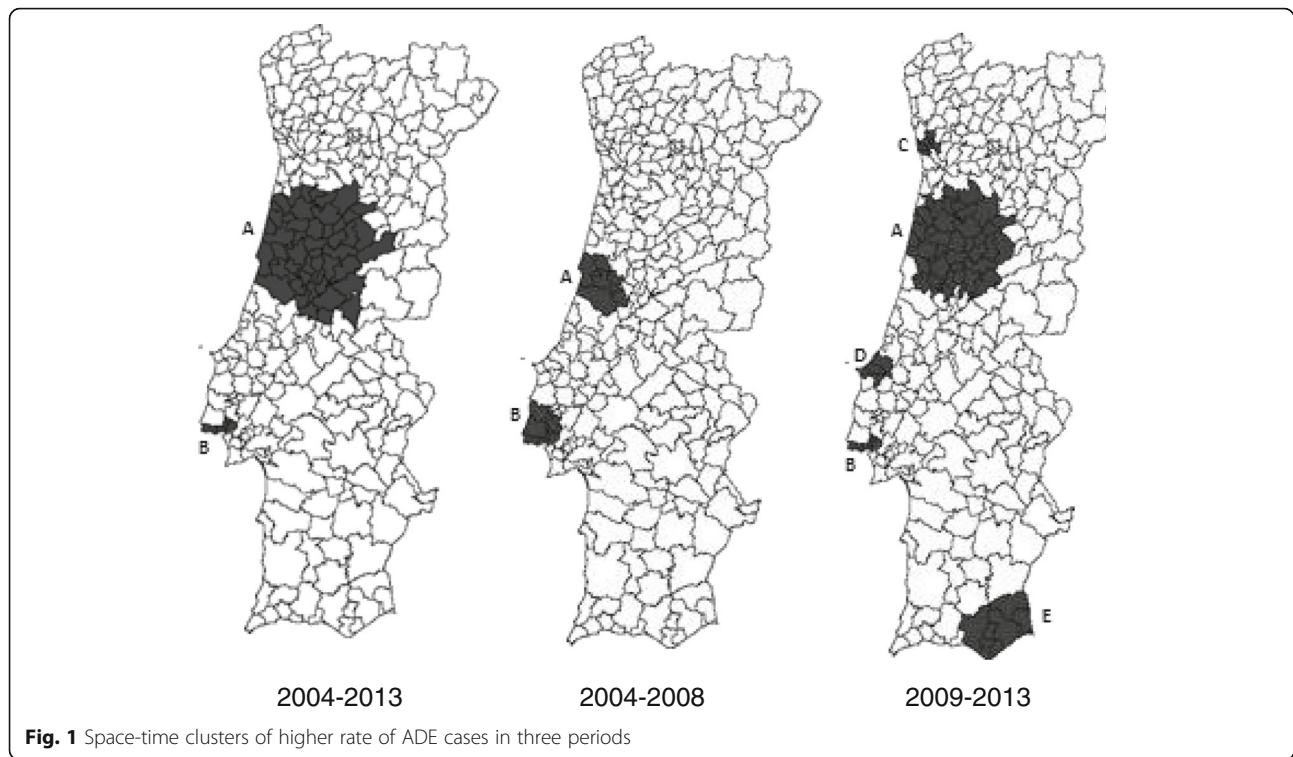 A
B
A
B
C
A
D
B
E
2004-2013 2004-2008 2009-2013
Fig. 1 Space-time clusters of higher rate of ADE cases in three periods